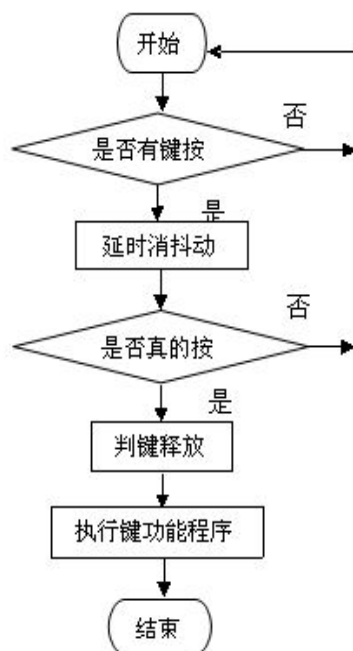 开始
否
是否有键按
是
延时消抖动
否
是否真的按
是
判键释放
执行键功能程序
结束